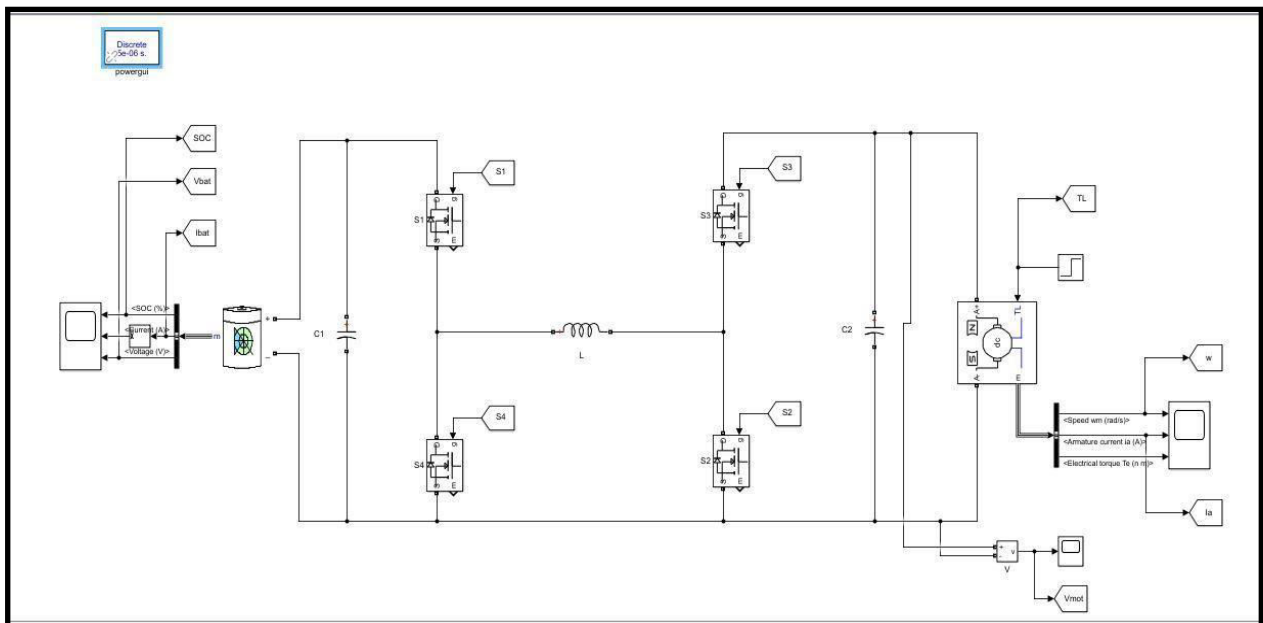 Discrete
5e-06 s.
powergui
SOC
Vbat
Ibat
<SOC (%)>
<Current (A)>
<Voltage (V)>
m
+
_
C1
S1
S1
g
E
S4
S4
g
E
L
S3
S3
g
E
S2
S2
g
E
C2
TL
A+
TL
N
dc
S
A-
E
w
<Speed wm (rad/s)>
<Armature current ia (A)>
<Electrical torque Te (n m)>
Ia
+
-
v
V
Vmot